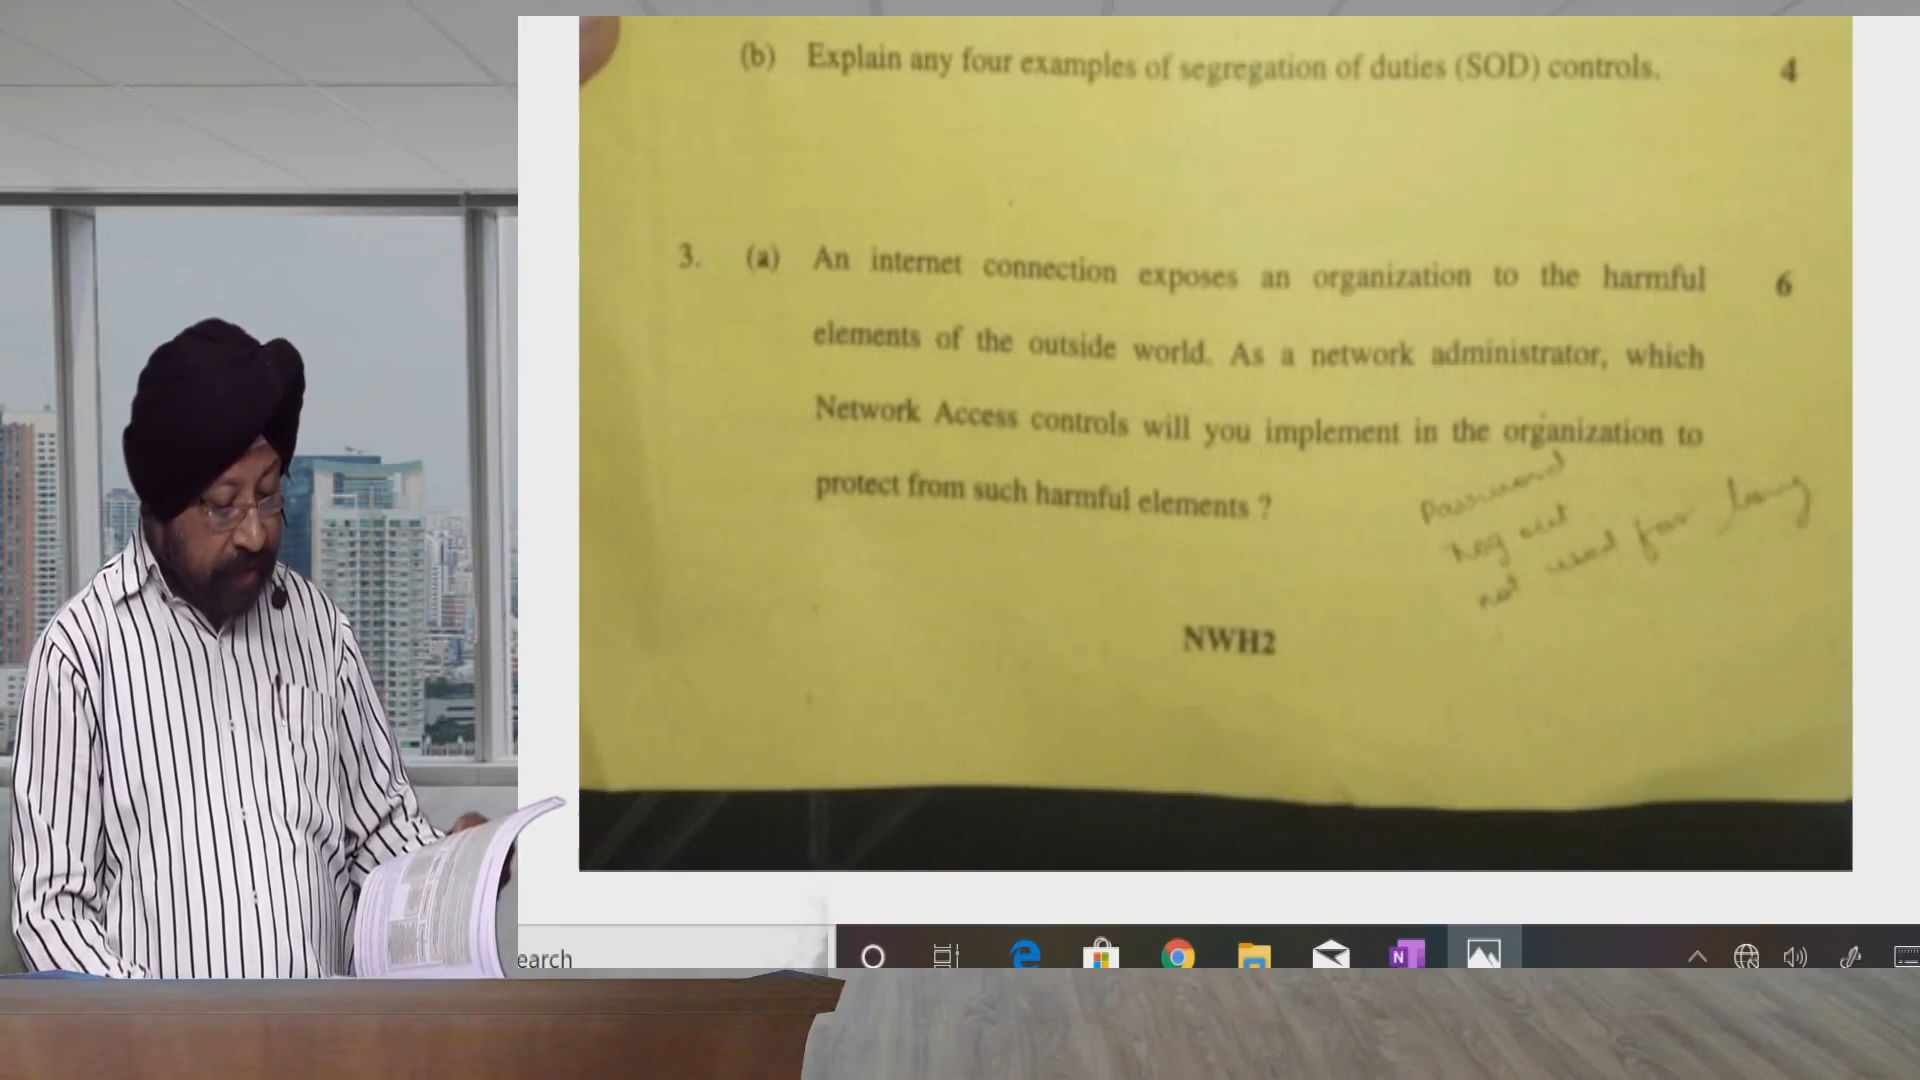 (b) Explain any four examples of segregation of duties (SOD) controls. 4
3. (a) An internet connection exposes an organization to the harmful 6
elements of the outside world. As a network administrator, which
Network Access controls will you implement in the organization to
protect from such harmful elements ?
Password
Log out
not used for long
NWH2
earch